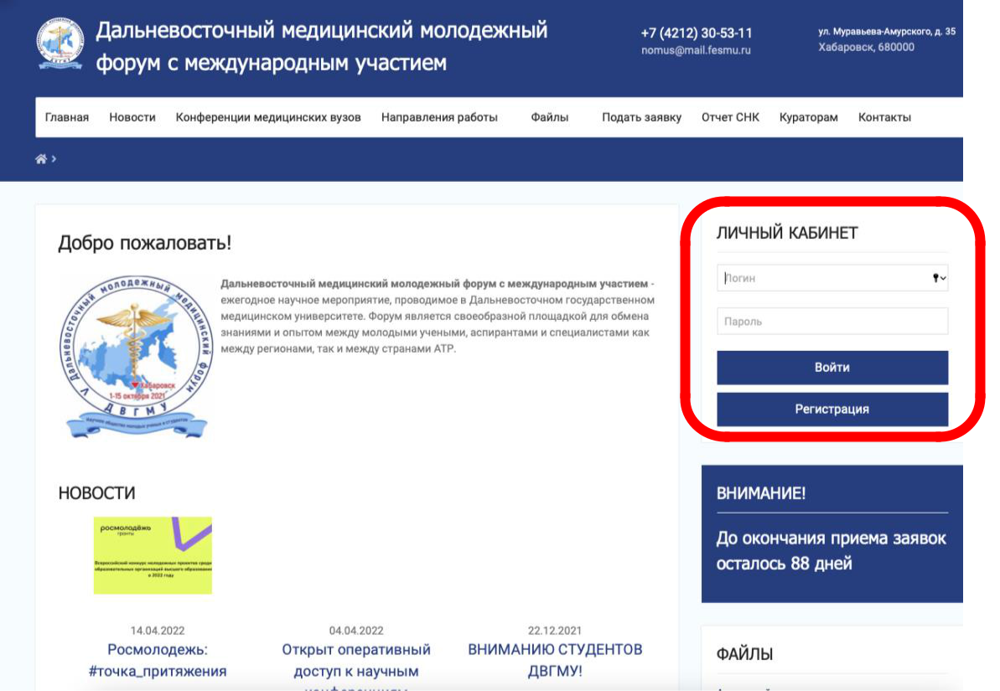 Дальневосточный медицинский молодежный
форум с международным участием
+7 (4212) 30-53-11
nomus@mail.fesmu.ru
ул. Муравьева-Амурского, д. 35
Хабаровск, 680000
Главная Новости Конференции медицинских вузов Направления работы Файлы Подать заявку Отчет СНК Кураторам Контакты
Добро пожаловать!
V Дальневосточный молодежный медицинский форум
Хабаровск
1-15 октября 2021
ДВГМУ
научное общество молодых ученых и студентов
Дальневосточный медицинский молодежный форум с международным участием -
ежегодное научное мероприятие, проводимое в Дальневосточном государственном
медицинском университете. Форум является своеобразной площадкой для обмена
знаниями и опытом между молодыми учеными, аспирантами и специалистами как
между регионами, так и между странами АТР.
НОВОСТИ
росмолодёжь
гранты
Всероссийский конкурс молодежных проектов среди
образовательных организаций высшего образования
в 2022 году
14.04.2022
Росмолодежь:
#точка_притяжения
04.04.2022
Открыт оперативный
доступ к научным
22.12.2021
ВНИМАНИЮ СТУДЕНТОВ
ДВГМУ!
ЛИЧНЫЙ КАБИНЕТ
Логин
Пароль
Войти
Регистрация
ВНИМАНИЕ!
До окончания приема заявок
осталось 88 дней
ФАЙЛЫ